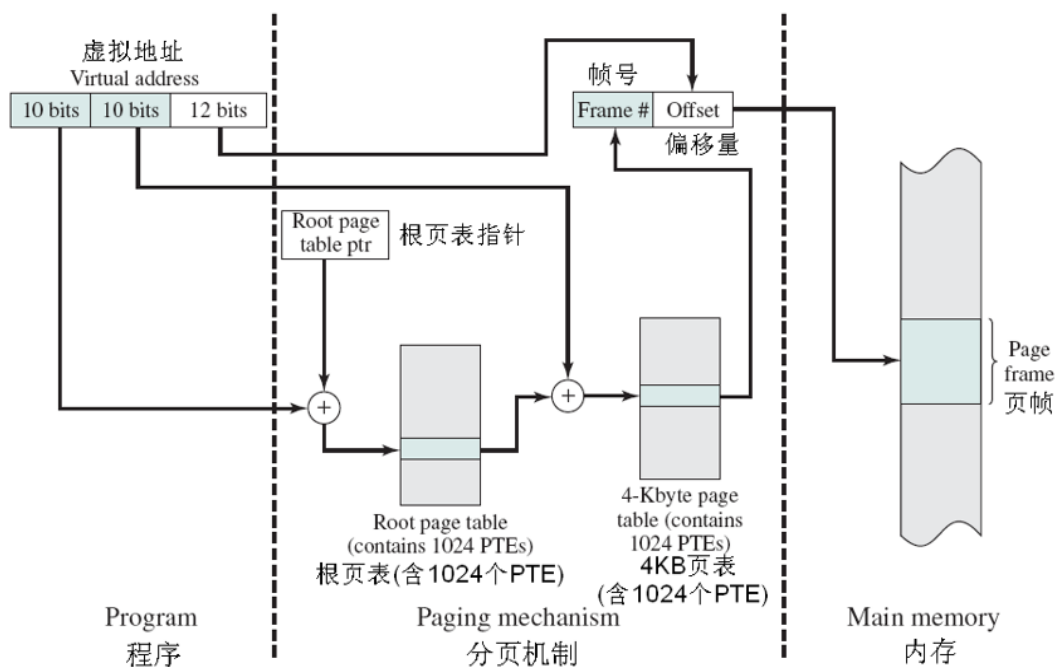 虚拟地址
Virtual address
10 bits
10 bits
12 bits
帧号
Frame #
Offset
偏移量
Root page
table ptr
根页表指针
+
+
Page
frame
页帧
Root page table
(contains 1024 PTEs)
根页表(含1024个PTE)
4-Kbyte page
table (contains
1024 PTEs)
4KB页表
(含1024个PTE)
Program
程序
Paging mechanism
分页机制
Main memory
内存